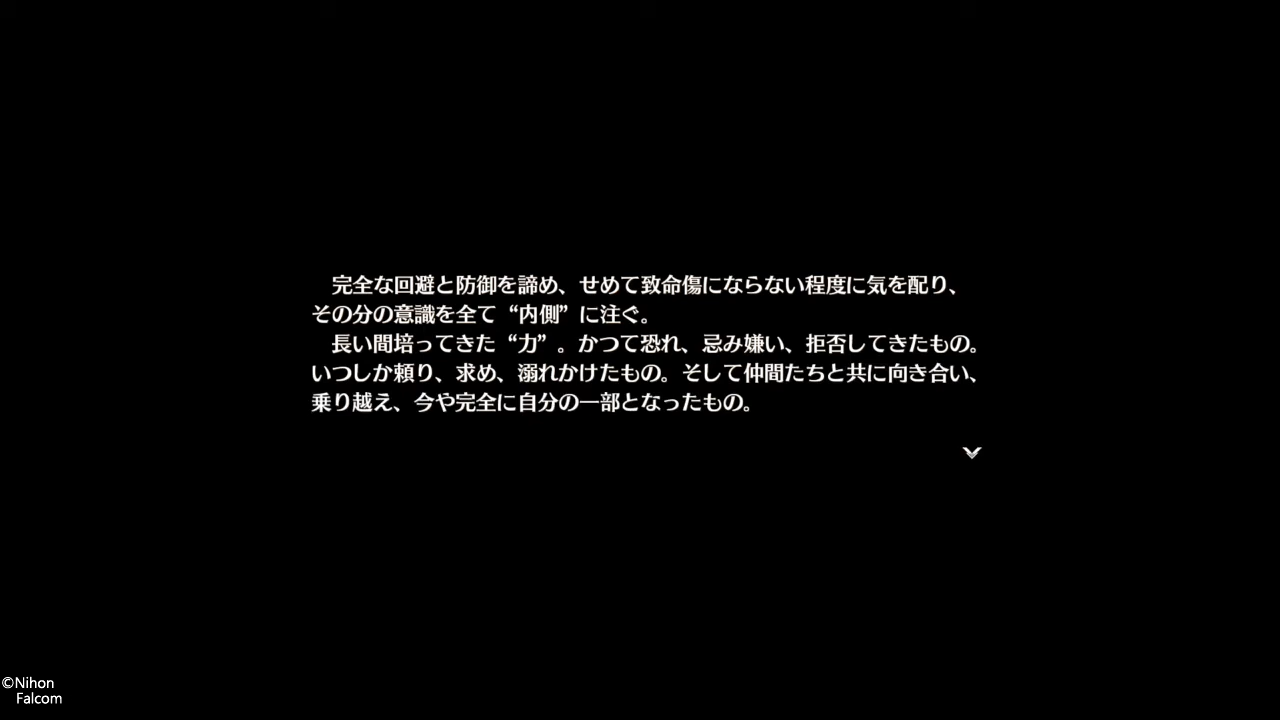 完全な回避と防御を諦め、せめて致命傷にならない程度に気を配り、
その分の意識を全て“内側”に注ぐ。
　長い間培ってきた“力”。かつて恐れ、忌み嫌い、拒否してきたもの。
いつしか頼り、求め、溺れかけたもの。そして仲間たちと共に向き合い、
乗り越え、今や完全に自分の一部となったもの。
©Nihon
Falcom